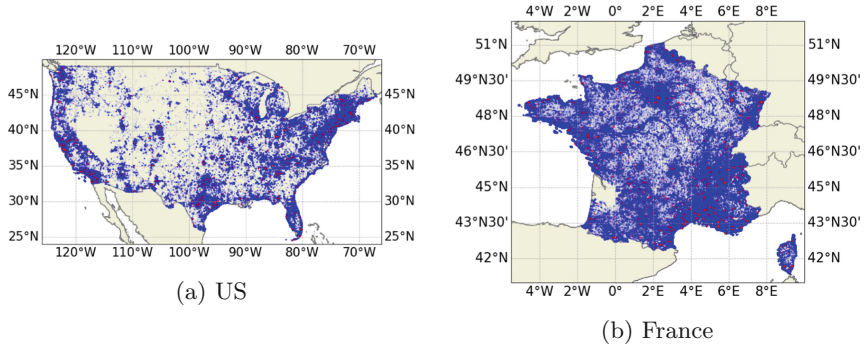 120°W 110°W 100°W 90°W 80°W 70°W
45°N 45°N
40°N 40°N
35°N 35°N
30°N 30°N
25°N 25°N
120°W 110°W 100°W 90°W 80°W 70°W
(a) US
4°W 2°W 0° 2°E 4°E 6°E 8°E
51°N 51°N
49°N30' 49°N30'
48°N 48°N
46°N30' 46°N30'
45°N 45°N
43°N30' 43°N30'
42°N 42°N
4°W 2°W 0° 2°E 4°E 6°E 8°E
(b) France